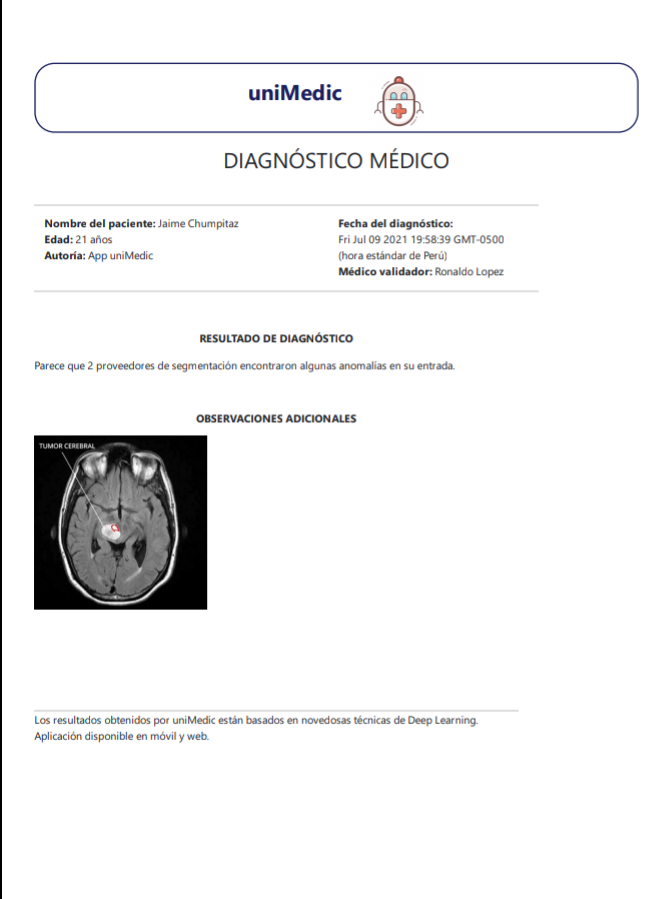 uniMedic
DIAGNÓSTICO MÉDICO
Nombre del paciente: Jaime Chumpitaz
Edad: 21 años
Autoría: App uniMedic
Fecha del diagnóstico:
Fri Jul 09 2021 19:58:39 GMT-0500
(hora estándar de Perú)
Médico validador: Ronaldo Lopez
RESULTADO DE DIAGNÓSTICO
Parece que 2 proveedores de segmentación encontraron algunas anomalías en su entrada.
OBSERVACIONES ADICIONALES
TUMOR CEREBRAL
Los resultados obtenidos por uniMedic están basados en novedosas técnicas de Deep Learning.
Aplicación disponible en móvil y web.